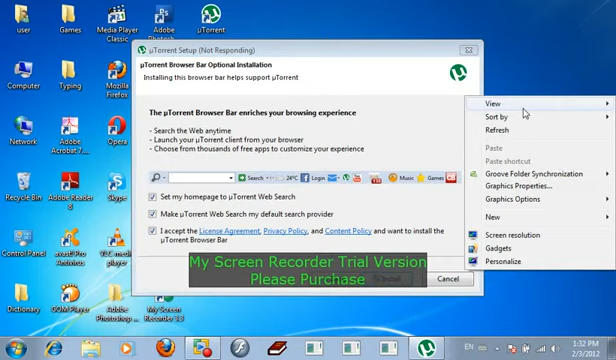 user
Games
Media Player
Classic
Adobe
Photosh
µTorrent
Computer
Typing
Mozilla
Firefox
Network
Adobe
Acrobat 7....
Opera
Recycle Bin
Adobe Reader
8
Skype
Control Panel
avast! Pro
Antivirus
VLC media
player
Dictionary
GOM Player
Adobe
Photoshop ...
My Screen
Recorder 3.3
µTorrent Setup (Not Responding)
µTorrent Browser Bar Optional Installation
Installing this browser bar helps support µTorrent
The µTorrent Browser Bar enriches your browsing experience
- Search the Web anytime
- Launch your µTorrent client from your browser
- Choose from thousands of free apps to customize your experience
Search
24°C
Login
Music
Games
Set my homepage to µTorrent Web Search
Make µTorrent Web Search my default search provider
I accept the License Agreement, Privacy Policy, and Content Policy and want to install the
µTorrent Browser Bar
My Screen Recorder Trial Version
Please Purchase
Install
Cancel
View
Sort by
Refresh
Paste
Paste shortcut
Groove Folder Synchronization
Graphics Properties...
Graphics Options
New
Screen resolution
Gadgets
Personalize
EN
1:32 PM
2/3/2012